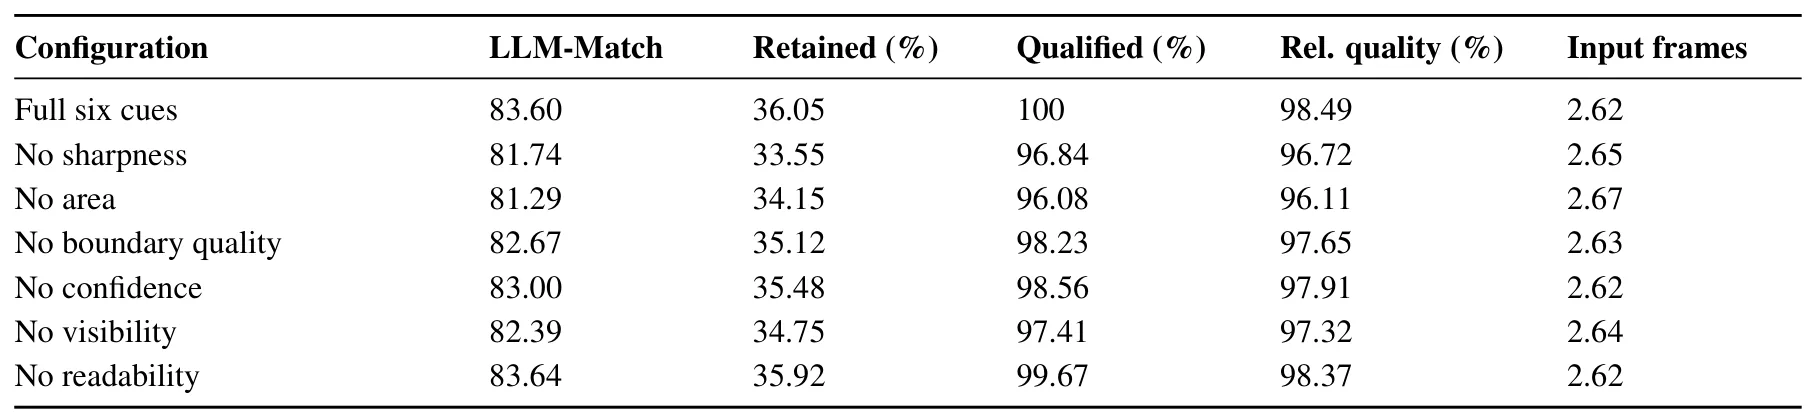 Configuration LLM-Match Retained (%) Qualified (%) Rel. quality (%) Input frames
Full six cues 83.60 36.05 100 98.49 2.62
No sharpness 81.74 33.55 96.84 96.72 2.65
No area 81.29 34.15 96.08 96.11 2.67
No boundary quality 82.67 35.12 98.23 97.65 2.63
No confidence 83.00 35.48 98.56 97.91 2.62
No visibility 82.39 34.75 97.41 97.32 2.64
No readability 83.64 35.92 99.67 98.37 2.62